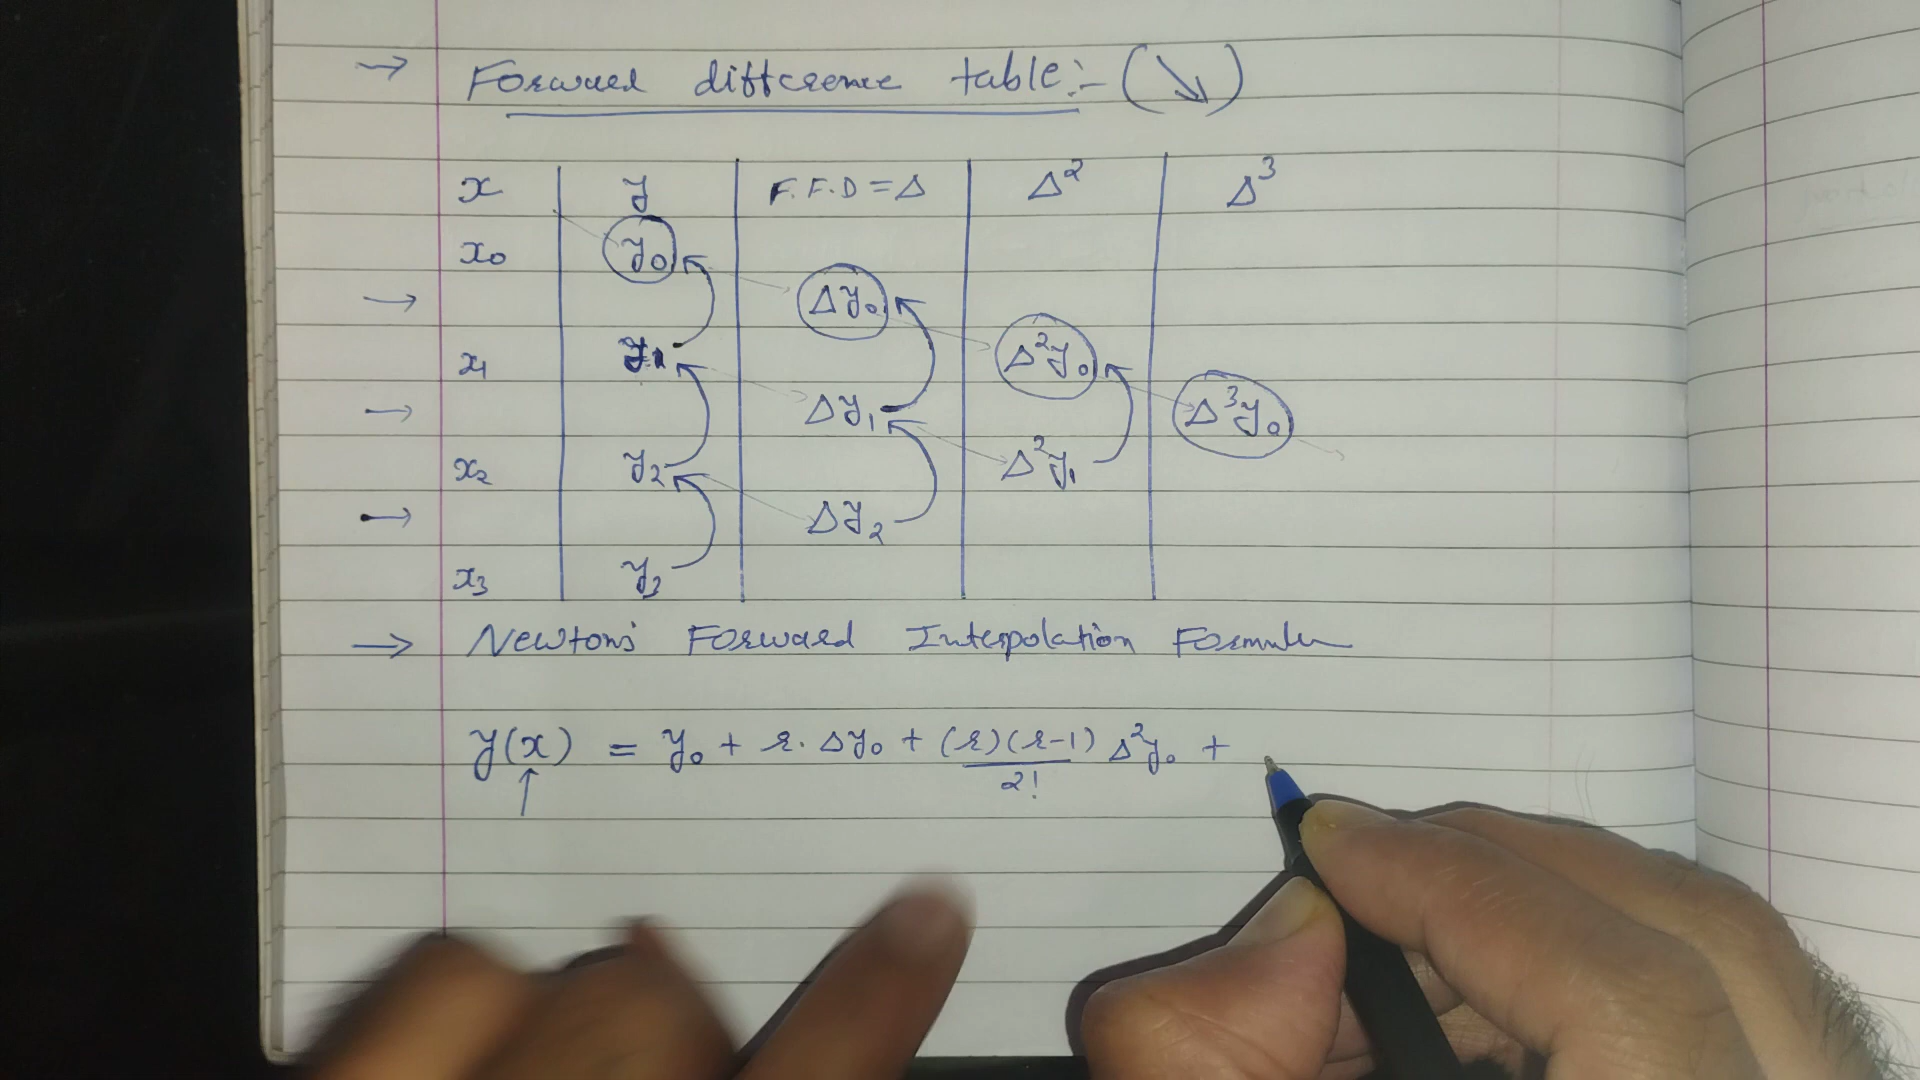 → Forward difference table:- (↘)
x y F.F.D = Δ Δ² Δ³
x₀ y₀
→ Δy₀
x₁ y₁ Δ²y₀
→ Δy₁ Δ³y₀
x₂ y₂ Δ²y₁
→ Δy₂
x₃ y₃
→ Newton's Forward Interpolation Formula
y(x) = y₀ + r. Δy₀ + (r)(r-1)/2! Δ²y₀ +
↑